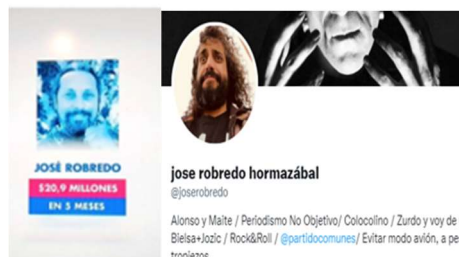 JOSÉ ROBREDO
$20,9 MILLONES
EN 5 MESES
jose robredo hormazábal
@joserobredo
Alonso y Maite / Periodismo No Objetivo/ Colocolino / Zurdo y voy de
Bielsa+Jozic / Rock&Roll / @partidocomunes/ Evitar modo avión, a pe
tropiezos